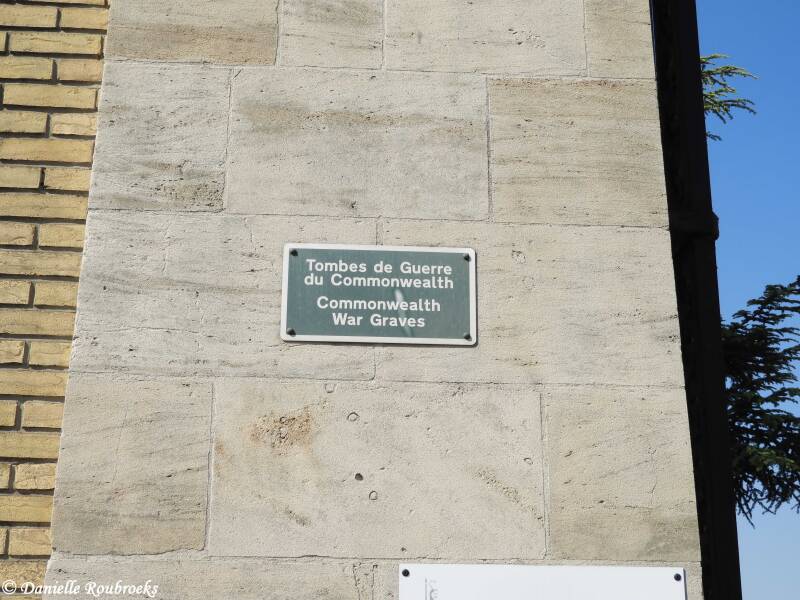 Tombes de Guerre
du Commonwealth
Commonwealth
War Graves
© Danielle Roubroeks